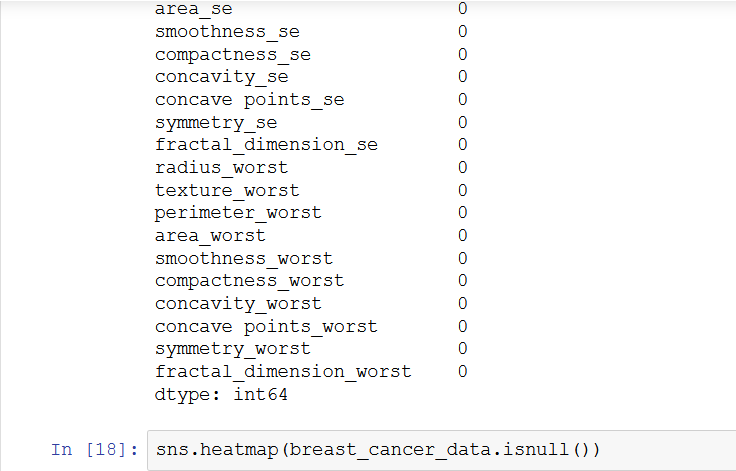 area_se 0
smoothness_se 0
compactness_se 0
concavity_se 0
concave points_se 0
symmetry_se 0
fractal_dimension_se 0
radius_worst 0
texture_worst 0
perimeter_worst 0
area_worst 0
smoothness_worst 0
compactness_worst 0
concavity_worst 0
concave points_worst 0
symmetry_worst 0
fractal_dimension_worst 0
dtype: int64
In [18]: sns.heatmap(breast_cancer_data.isnull())